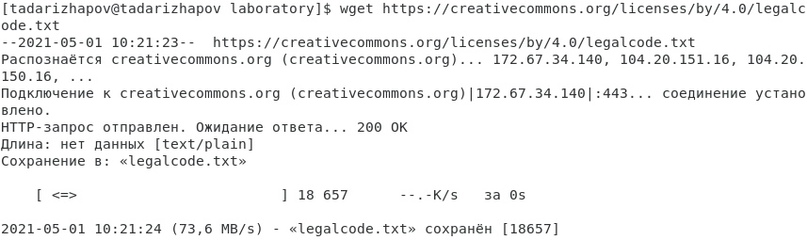 [tadarizhapov@tadarizhapov laboratory]$ wget https://creativecommons.org/licenses/by/4.0/legalc
ode.txt
--2021-05-01 10:21:23--  https://creativecommons.org/licenses/by/4.0/legalcode.txt
Распознаётся creativecommons.org (creativecommons.org)... 172.67.34.140, 104.20.151.16, 104.20.
150.16, ...
Подключение к creativecommons.org (creativecommons.org)|172.67.34.140|:443... соединение устано
влено.
HTTP-запрос отправлен. Ожидание ответа... 200 OK
Длина: нет данных [text/plain]
Сохранение в: «legalcode.txt»
[ <=>                        ] 18 657      --.-K/s   за 0s
2021-05-01 10:21:24 (73,6 MB/s) - «legalcode.txt» сохранён [18657]